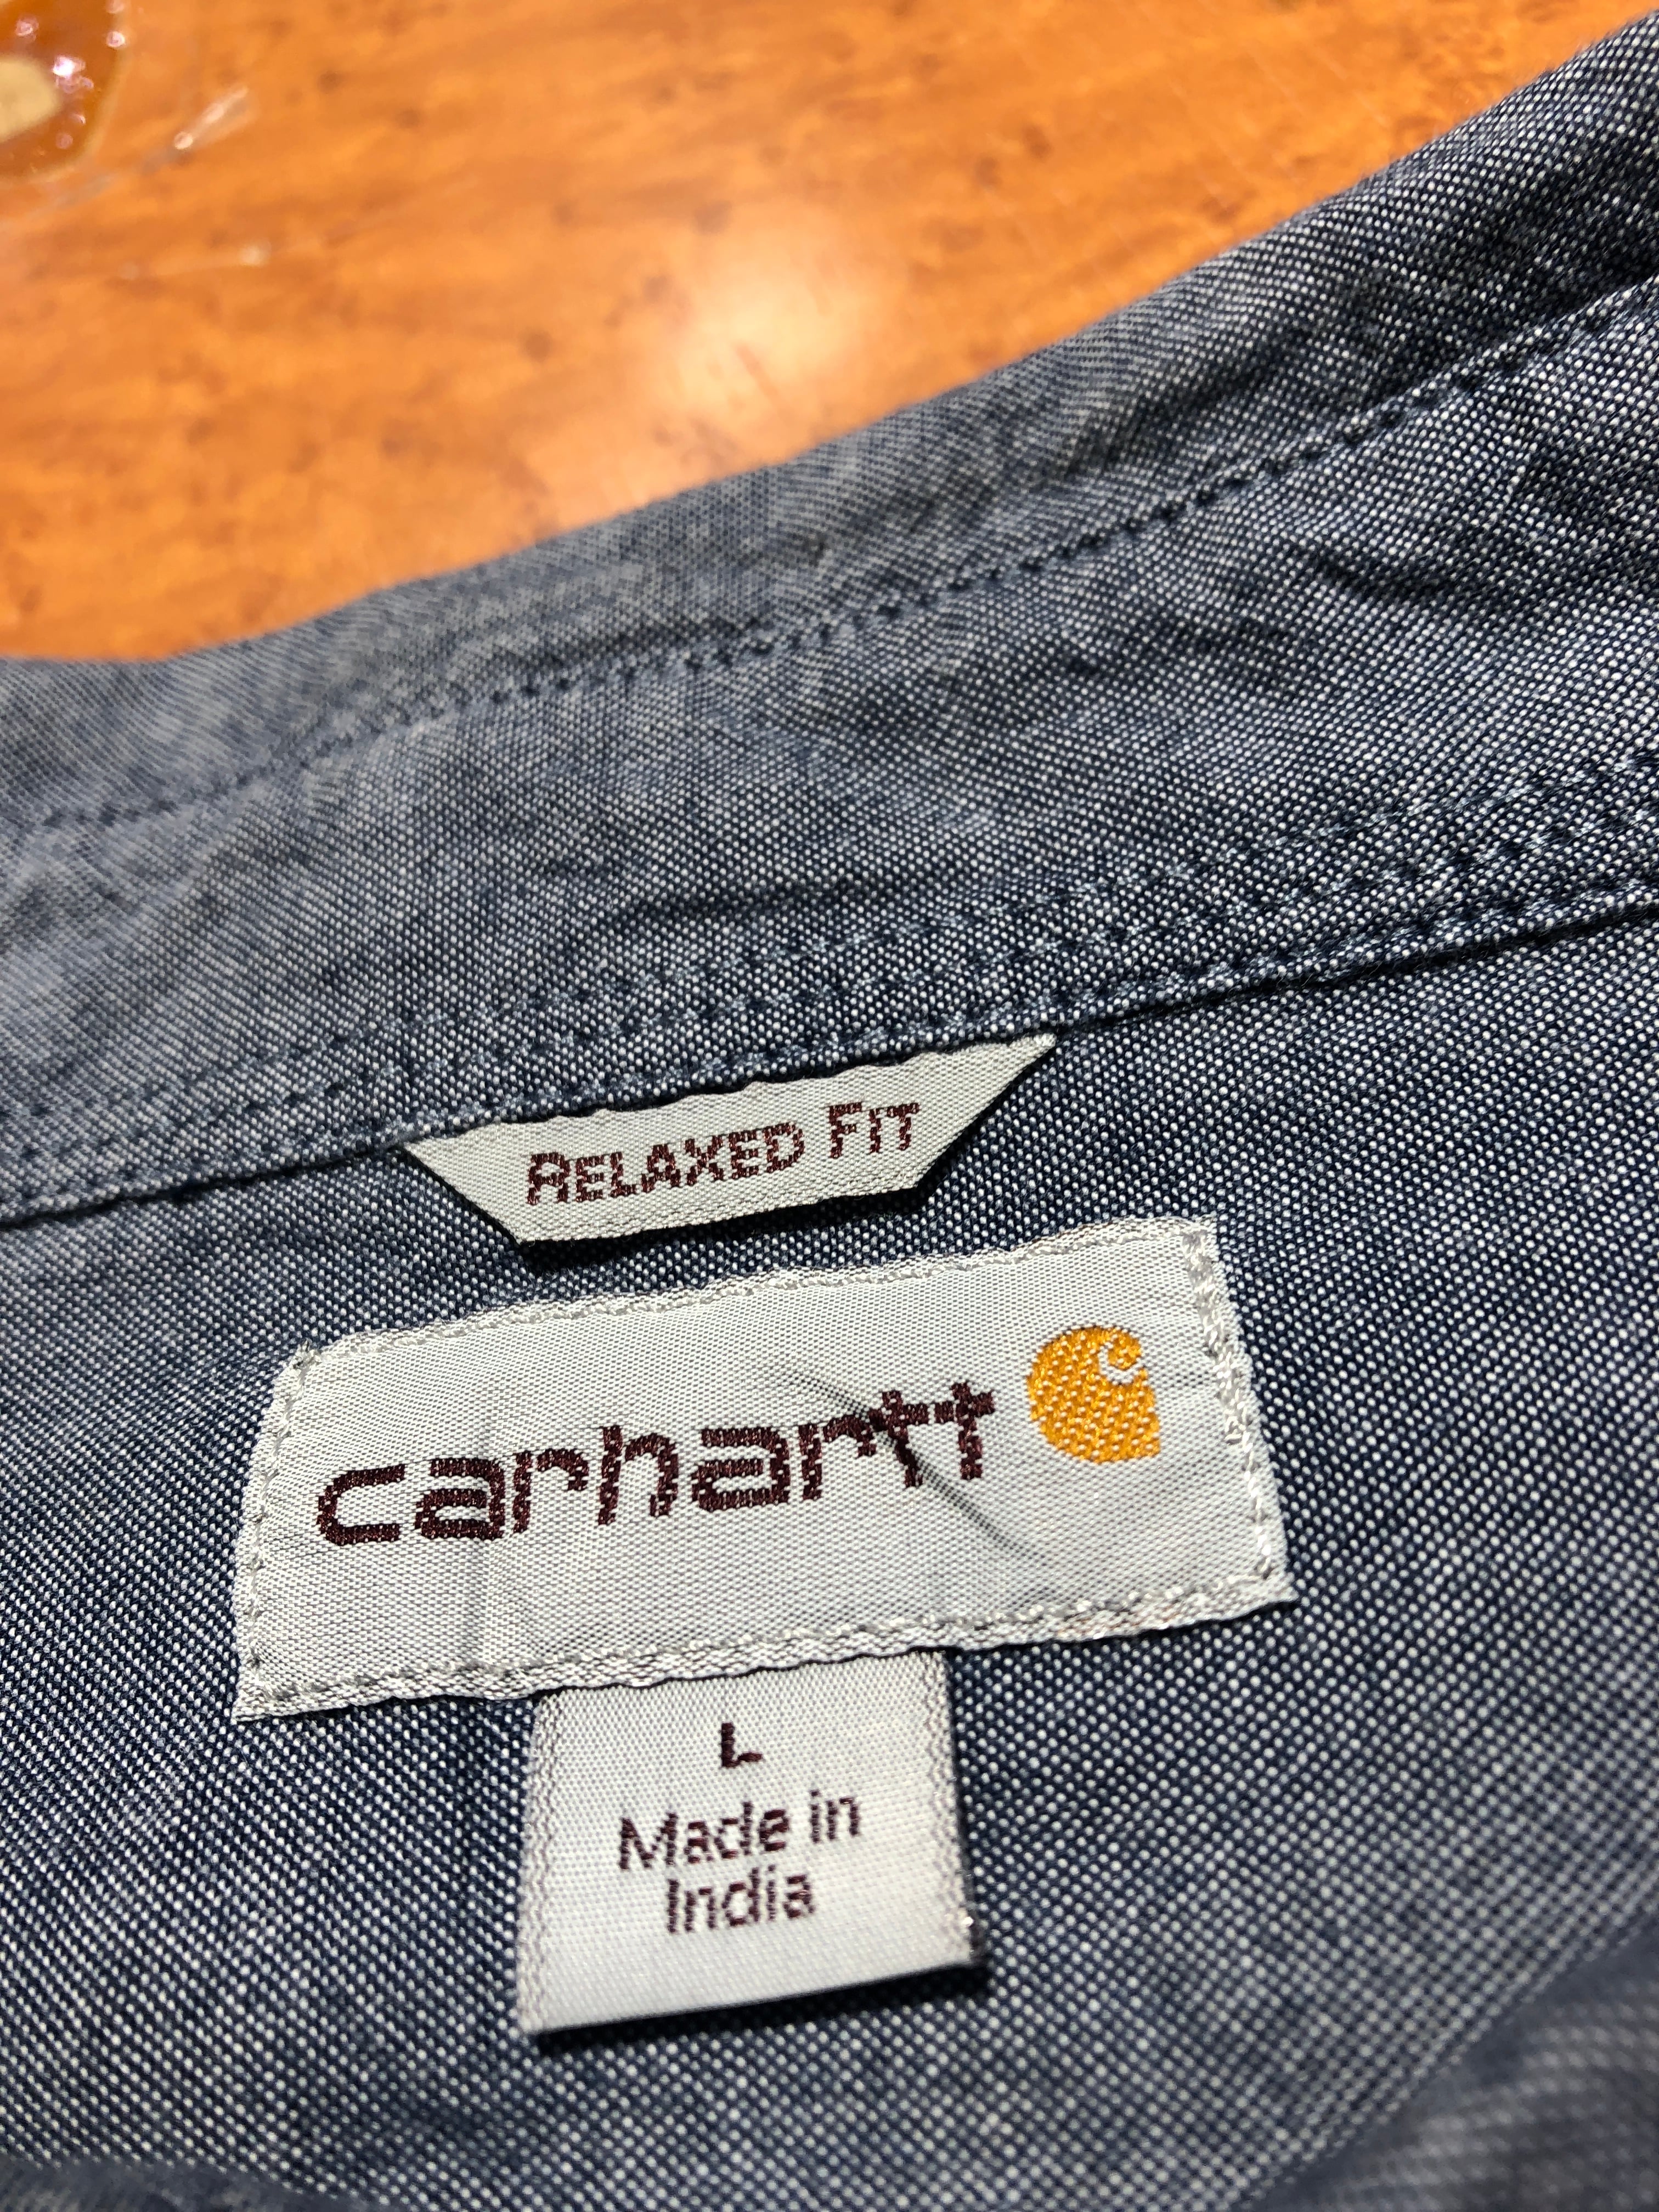 RELAXED FIT
carhartt
L
Made in
India